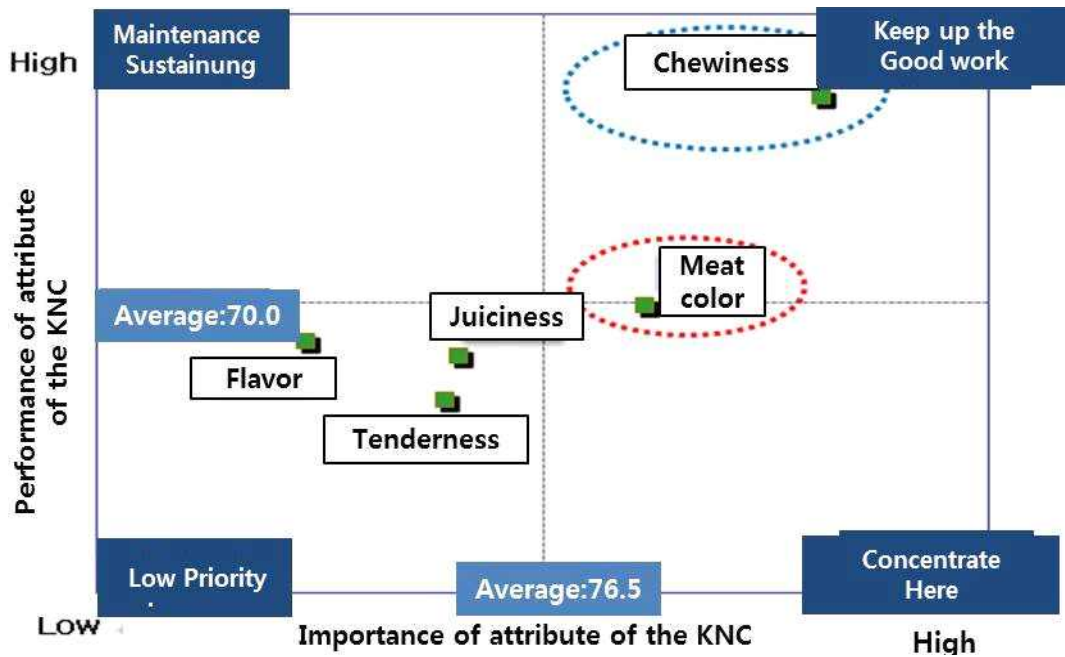 Maintenance
Sustainung
Keep up the
Good work
High
Chewiness
Performance of attribute
of the KNC
Meat
color
Average:70.0
Juiciness
Flavor
Tenderness
Low Priority
Average:76.5
Concentrate
Here
Low
Importance of attribute of the KNC
High